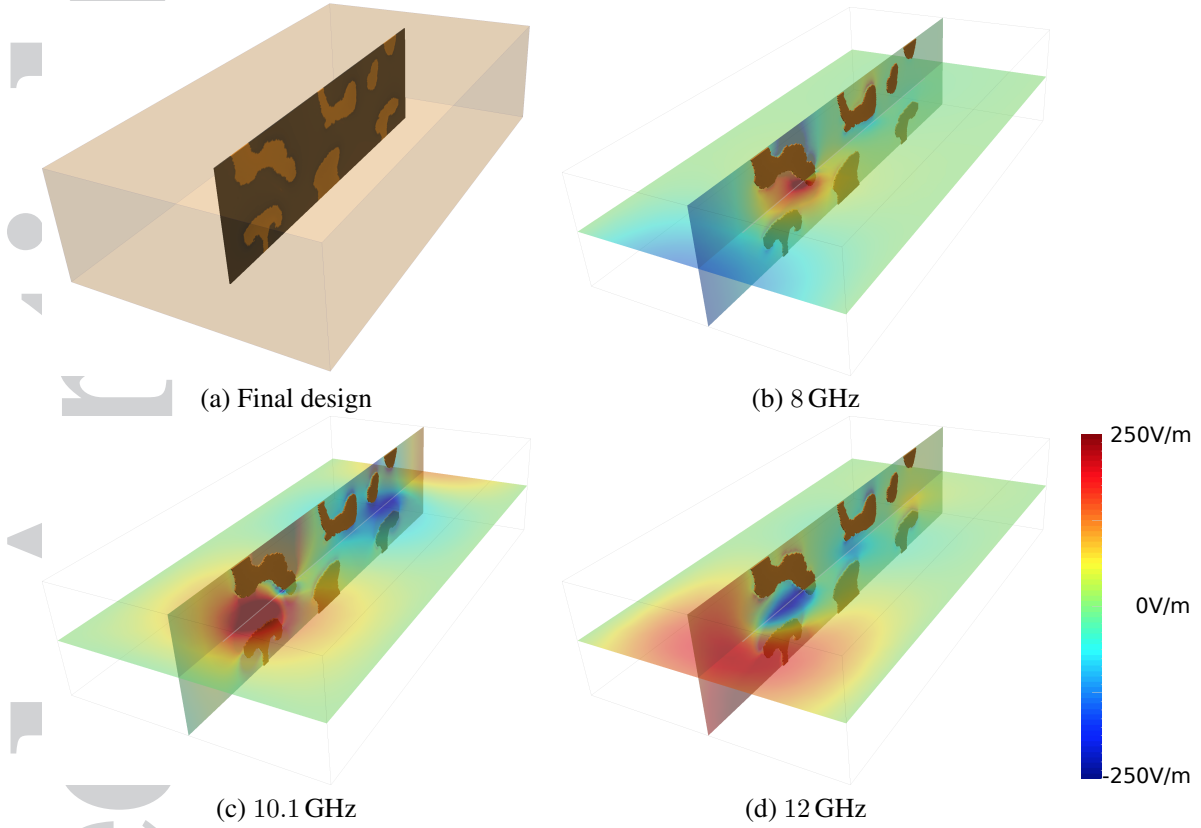 (a) Final design
(b) 8 GHz
250V/m
0V/m
-250V/m
(c) 10.1 GHz
(d) 12 GHz